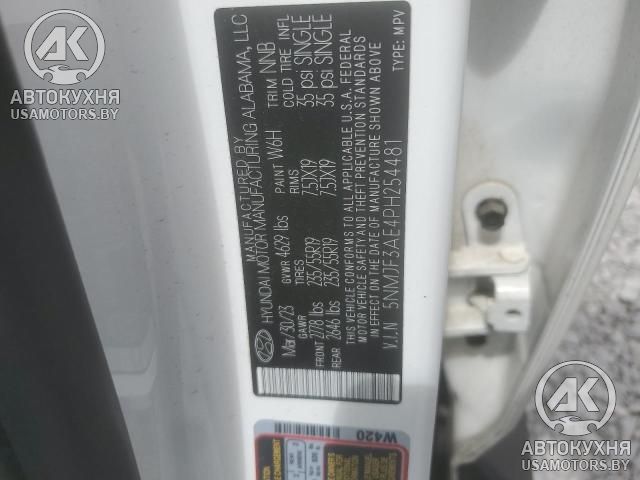 MANUFACTURED BY
HYUNDAI MOTOR MANUFACTURING ALABAMA, LLC
Mar/30/23 GVWR 4629 lbs PAINT W6H TRIM NNB
GAWR TIRES RIMS COLD TIRE INFL
FRONT 2778 lbs 235/55R19 7.5JX19 35 psi SINGLE
REAR 2646 lbs 235/55R19 7.5JX19 35 psi SINGLE
THIS VEHICLE CONFORMS TO ALL APPLICABLE U.S.A. FEDERAL
MOTOR VEHICLE SAFETY AND THEFT PREVENTION STANDARDS
IN EFFECT ON THE DATE OF MANUFACTURE SHOWN ABOVE
V.I.N 5NMJF3AE4PH254481 TYPE: MPV
W420
АК
АВТОКУХНЯ
USAMOTORS.BY
АК
АВТОКУХНЯ
USAMOTORS.BY